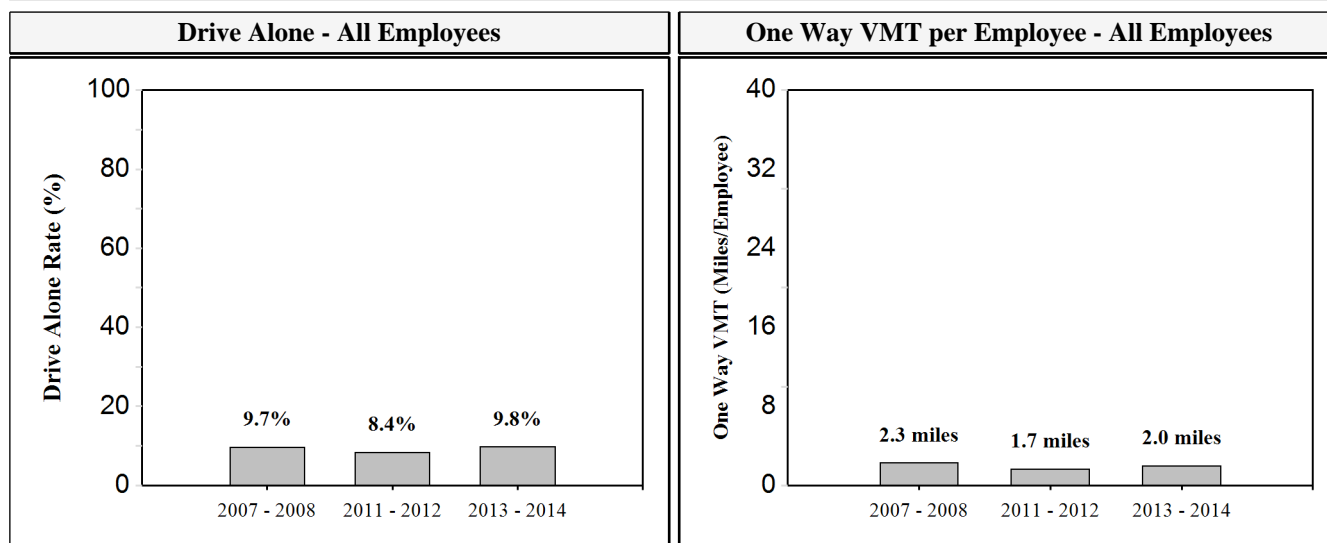 Drive Alone - All Employees
Drive Alone Rate (%)
100
80
60
40
20
0
9.7%
8.4%
9.8%
2007 - 2008
2011 - 2012
2013 - 2014
One Way VMT per Employee - All Employees
One Way VMT (Miles/Employee)
40
32
24
16
8
0
2.3 miles
1.7 miles
2.0 miles
2007 - 2008
2011 - 2012
2013 - 2014